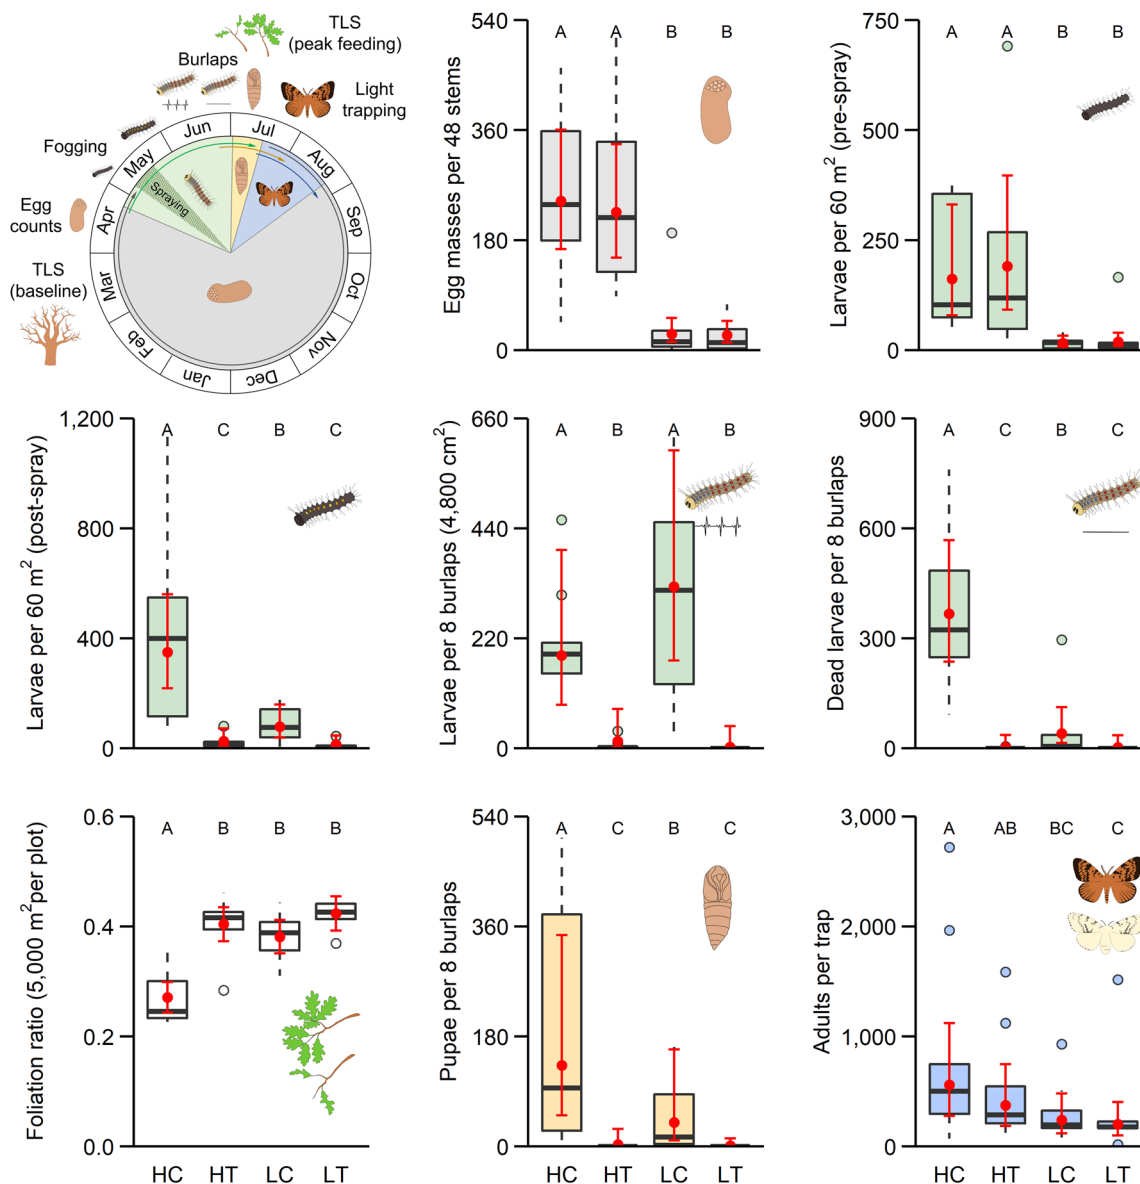 TLS
(peak feeding)
Burlaps
Light
trapping
Fogging
Egg
counts
TLS
(baseline)
Jan
Feb
Mar
Apr
May
Jun
Jul
Aug
Sep
Oct
Nov
Dec
Spraying
Egg masses per 48 stems
540
360
180
0
A
A
B
B
Larvae per 60 m² (pre-spray)
750
500
250
0
A
A
B
B
Larvae per 60 m² (post-spray)
1,200
800
400
0
A
C
B
C
Larvae per 8 burlaps (4,800 cm²)
660
440
220
0
A
B
A
B
Dead larvae per 8 burlaps
900
600
300
0
A
C
B
C
Foliation ratio (5,000 m²per plot)
0.6
0.4
0.2
0.0
A
B
B
B
HC
HT
LC
LT
Pupae per 8 burlaps
540
360
180
0
A
C
B
C
HC
HT
LC
LT
Adults per trap
3,000
2,000
1,000
0
A
AB
BC
C
HC
HT
LC
LT